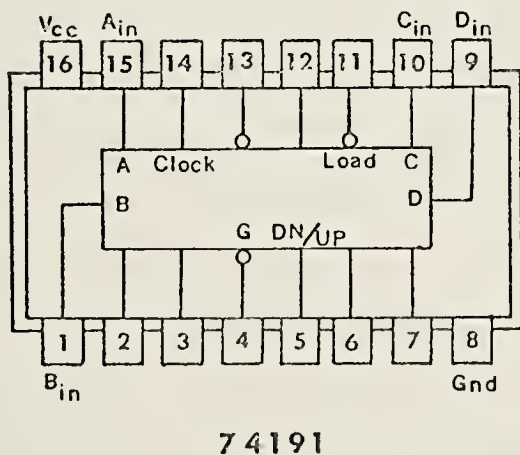 Vcc Ain Cin Din
16 15 14 13 12 11 10 9
A Clock Load C
B D
G DN/UP
1 2 3 4 5 6 7 8
Bin Gnd
74191